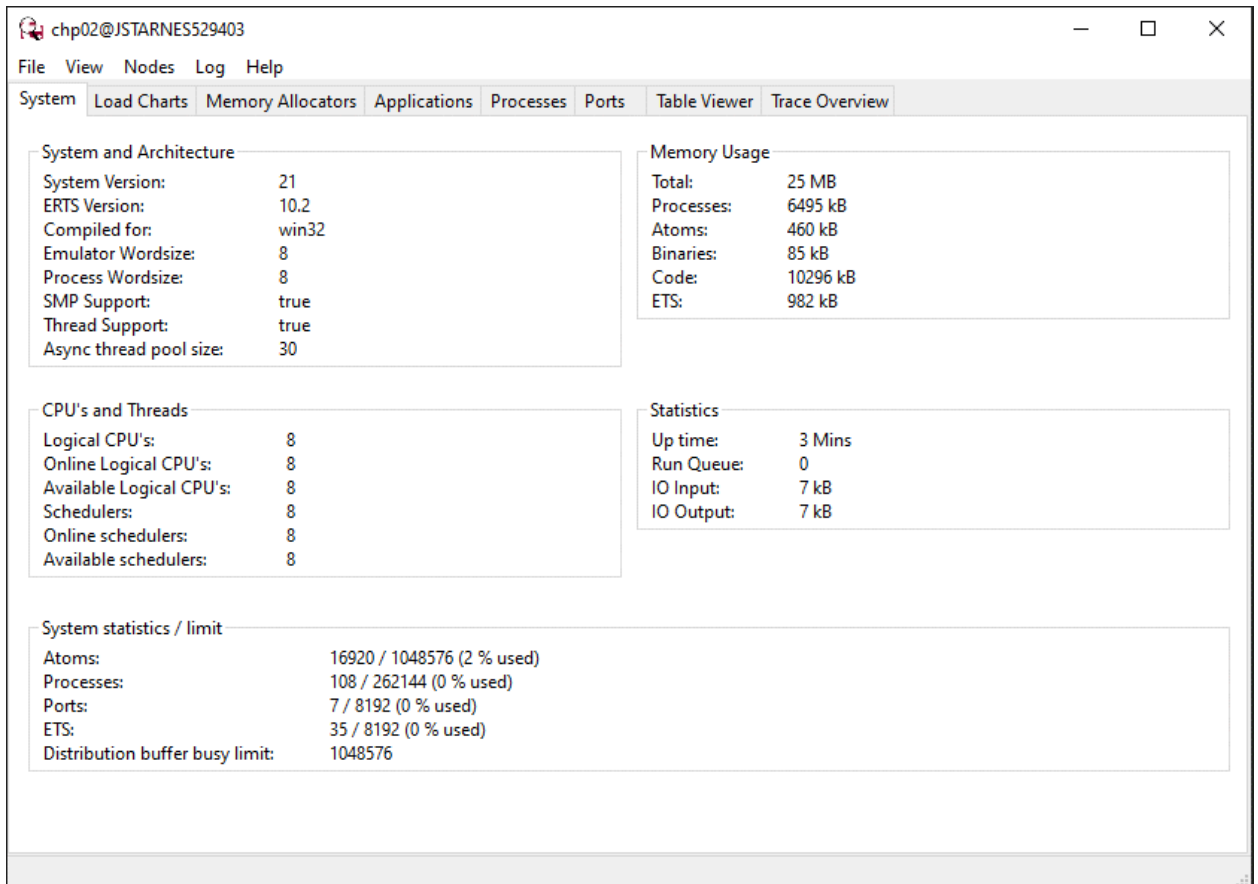 chp02@JSTARNES529403
File View Nodes Log Help
System Load Charts Memory Allocators Applications Processes Ports Table Viewer Trace Overview
System and Architecture
System Version: 21
ERTS Version: 10.2
Compiled for: win32
Emulator Wordsize: 8
Process Wordsize: 8
SMP Support: true
Thread Support: true
Async thread pool size: 30
Memory Usage
Total: 25 MB
Processes: 6495 kB
Atoms: 460 kB
Binaries: 85 kB
Code: 10296 kB
ETS: 982 kB
CPU's and Threads
Logical CPU's: 8
Online Logical CPU's: 8
Available Logical CPU's: 8
Schedulers: 8
Online schedulers: 8
Available schedulers: 8
Statistics
Up time: 3 Mins
Run Queue: 0
IO Input: 7 kB
IO Output: 7 kB
System statistics / limit
Atoms: 16920 / 1048576 (2 % used)
Processes: 108 / 262144 (0 % used)
Ports: 7 / 8192 (0 % used)
ETS: 35 / 8192 (0 % used)
Distribution buffer busy limit: 1048576